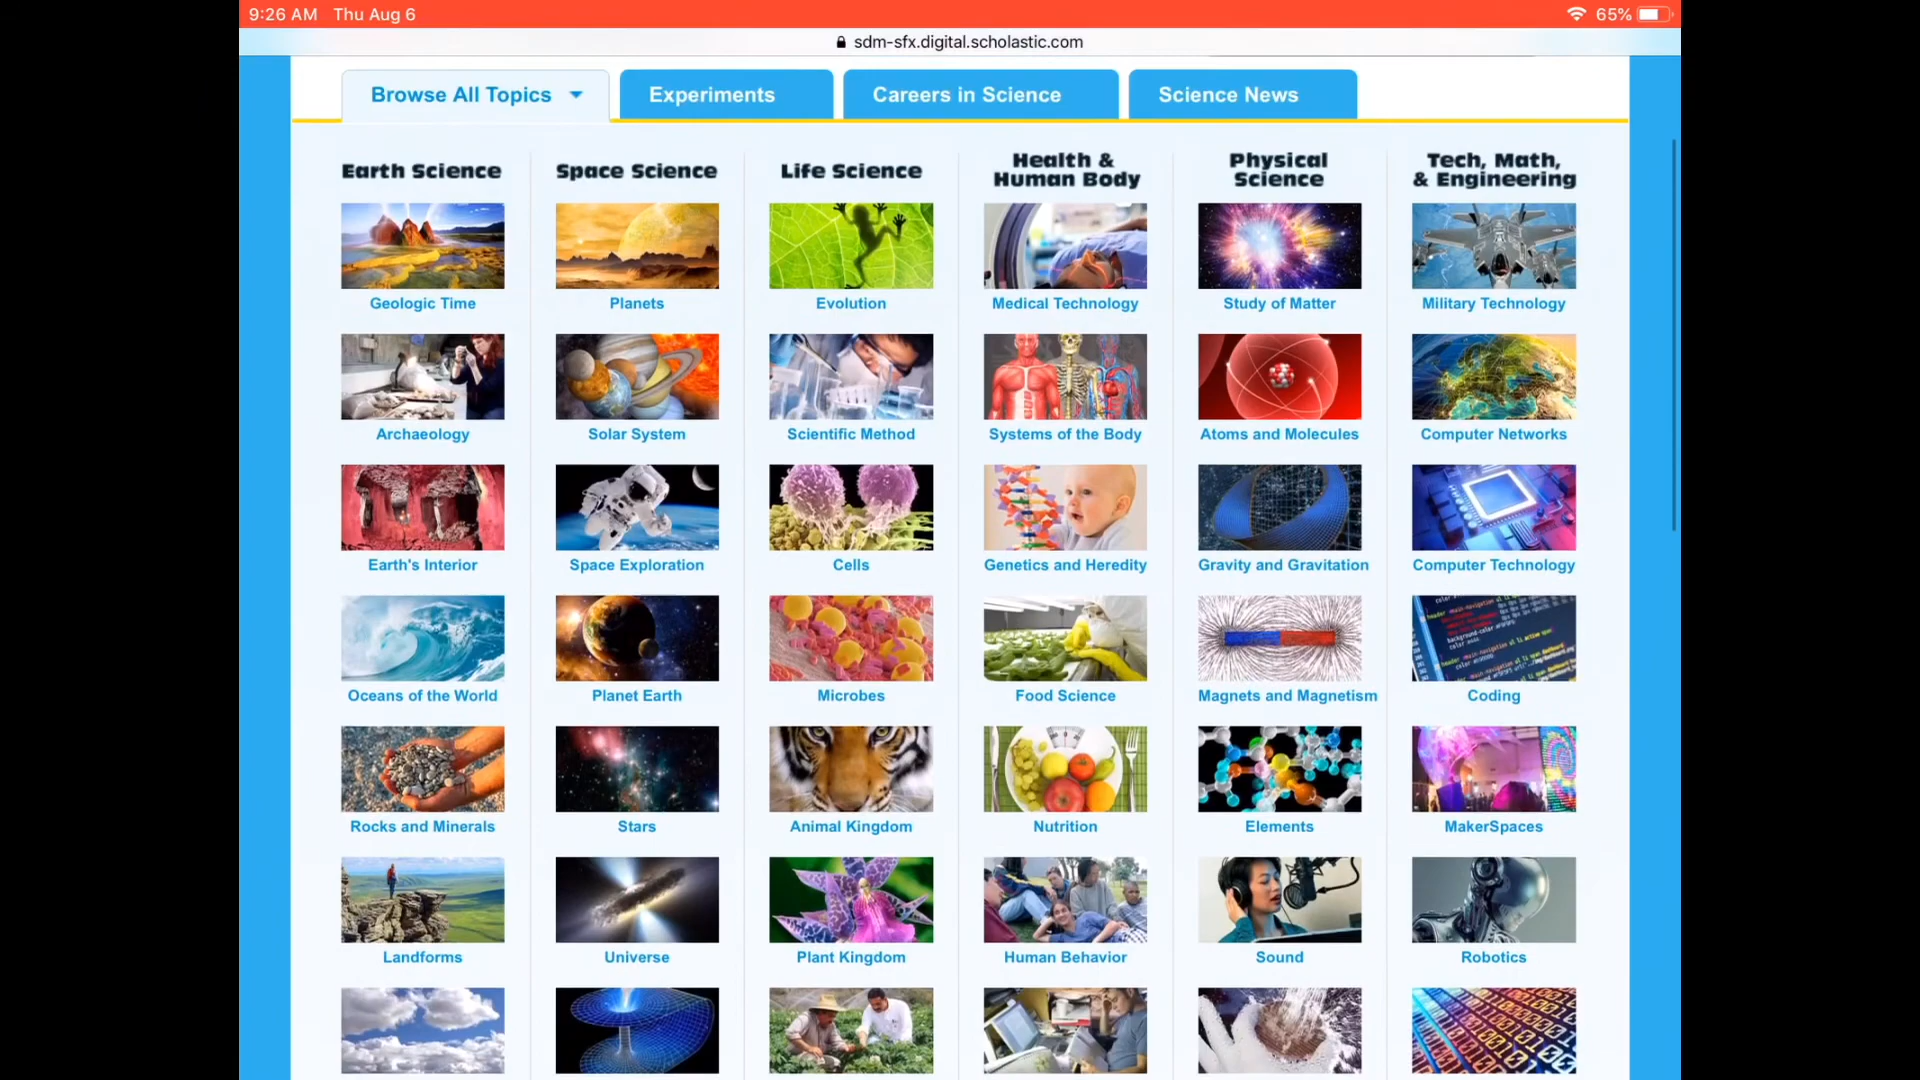 9:26 AM Thu Aug 6
65%
sdm-sfx.digital.scholastic.com
Browse All Topics
Experiments
Careers in Science
Science News
Earth Science
Space Science
Life Science
Health &
Human Body
Physical
Science
Tech, Math,
& Engineering
Geologic Time
Planets
Evolution
Medical Technology
Study of Matter
Military Technology
Archaeology
Solar System
Scientific Method
Systems of the Body
Atoms and Molecules
Computer Networks
Earth's Interior
Space Exploration
Cells
Genetics and Heredity
Gravity and Gravitation
Computer Technology
Oceans of the World
Planet Earth
Microbes
Food Science
Magnets and Magnetism
Coding
Rocks and Minerals
Stars
Animal Kingdom
Nutrition
Elements
MakerSpaces
Landforms
Universe
Plant Kingdom
Human Behavior
Sound
Robotics